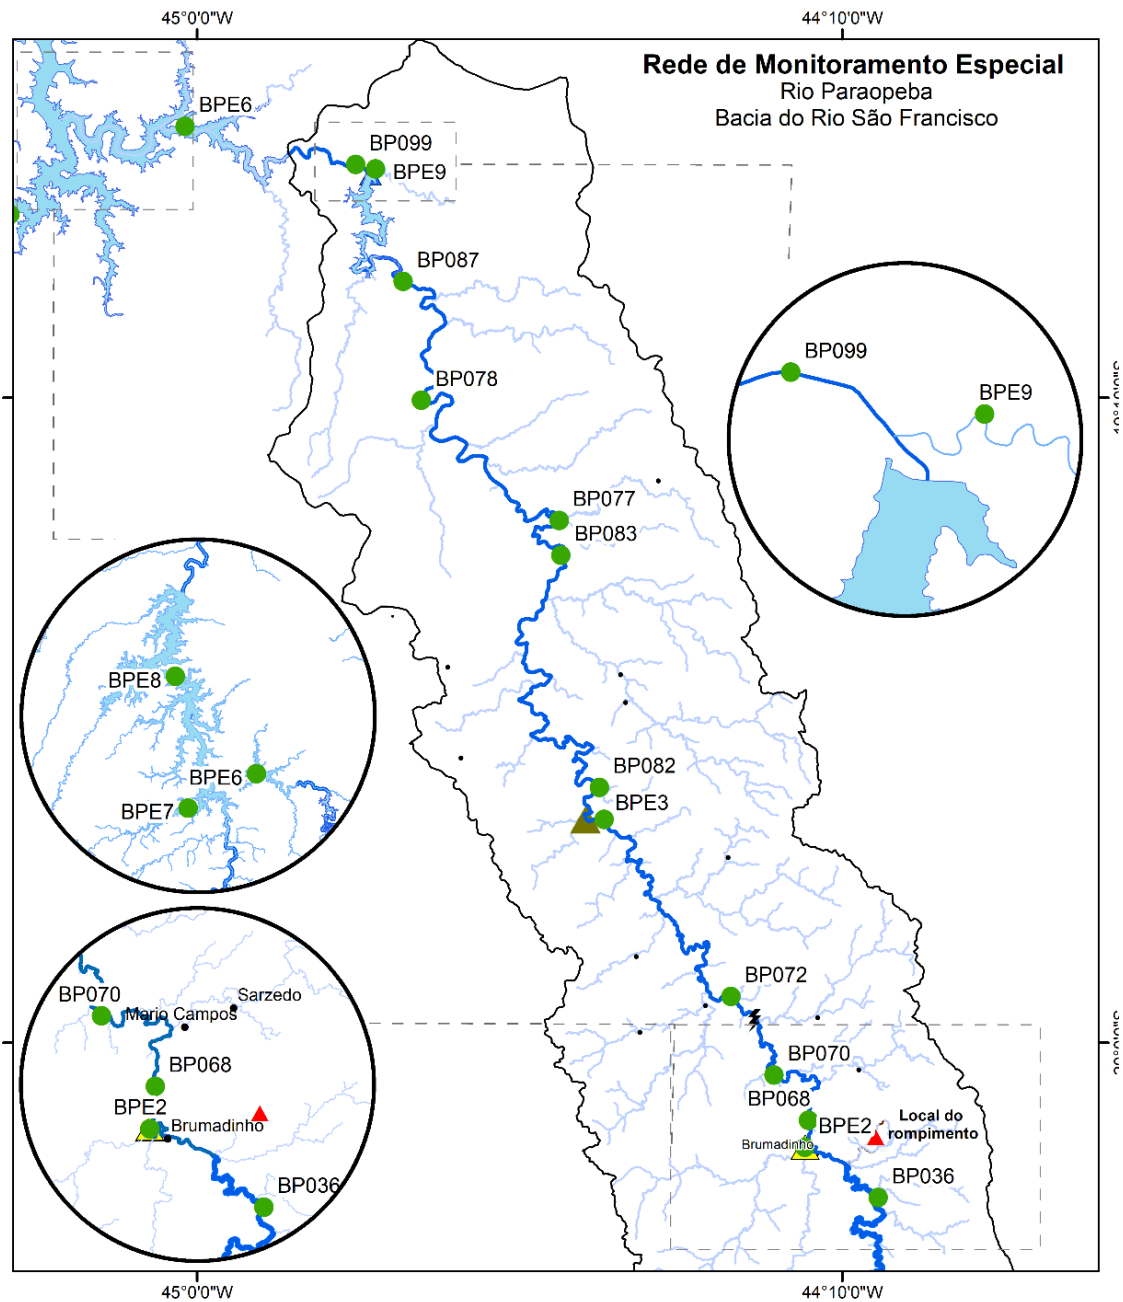 45°0'0"W
44°10'0"W
Rede de Monitoramento Especial
Rio Paraopeba
Bacia do Rio São Francisco
BPE6
BP099
BPE9
BP087
BP099
BPE9
BP078
BP077
BP083
BPE8
BPE6
BPE7
BP082
BPE3
BP072
BP070
Sarzedo
Mario Campos
BP068
BPE2
Brumadinho
BP036
BP070
BP068
BPE2
Brumadinho
Local do
rompimento
BP036
45°0'0"W
44°10'0"W